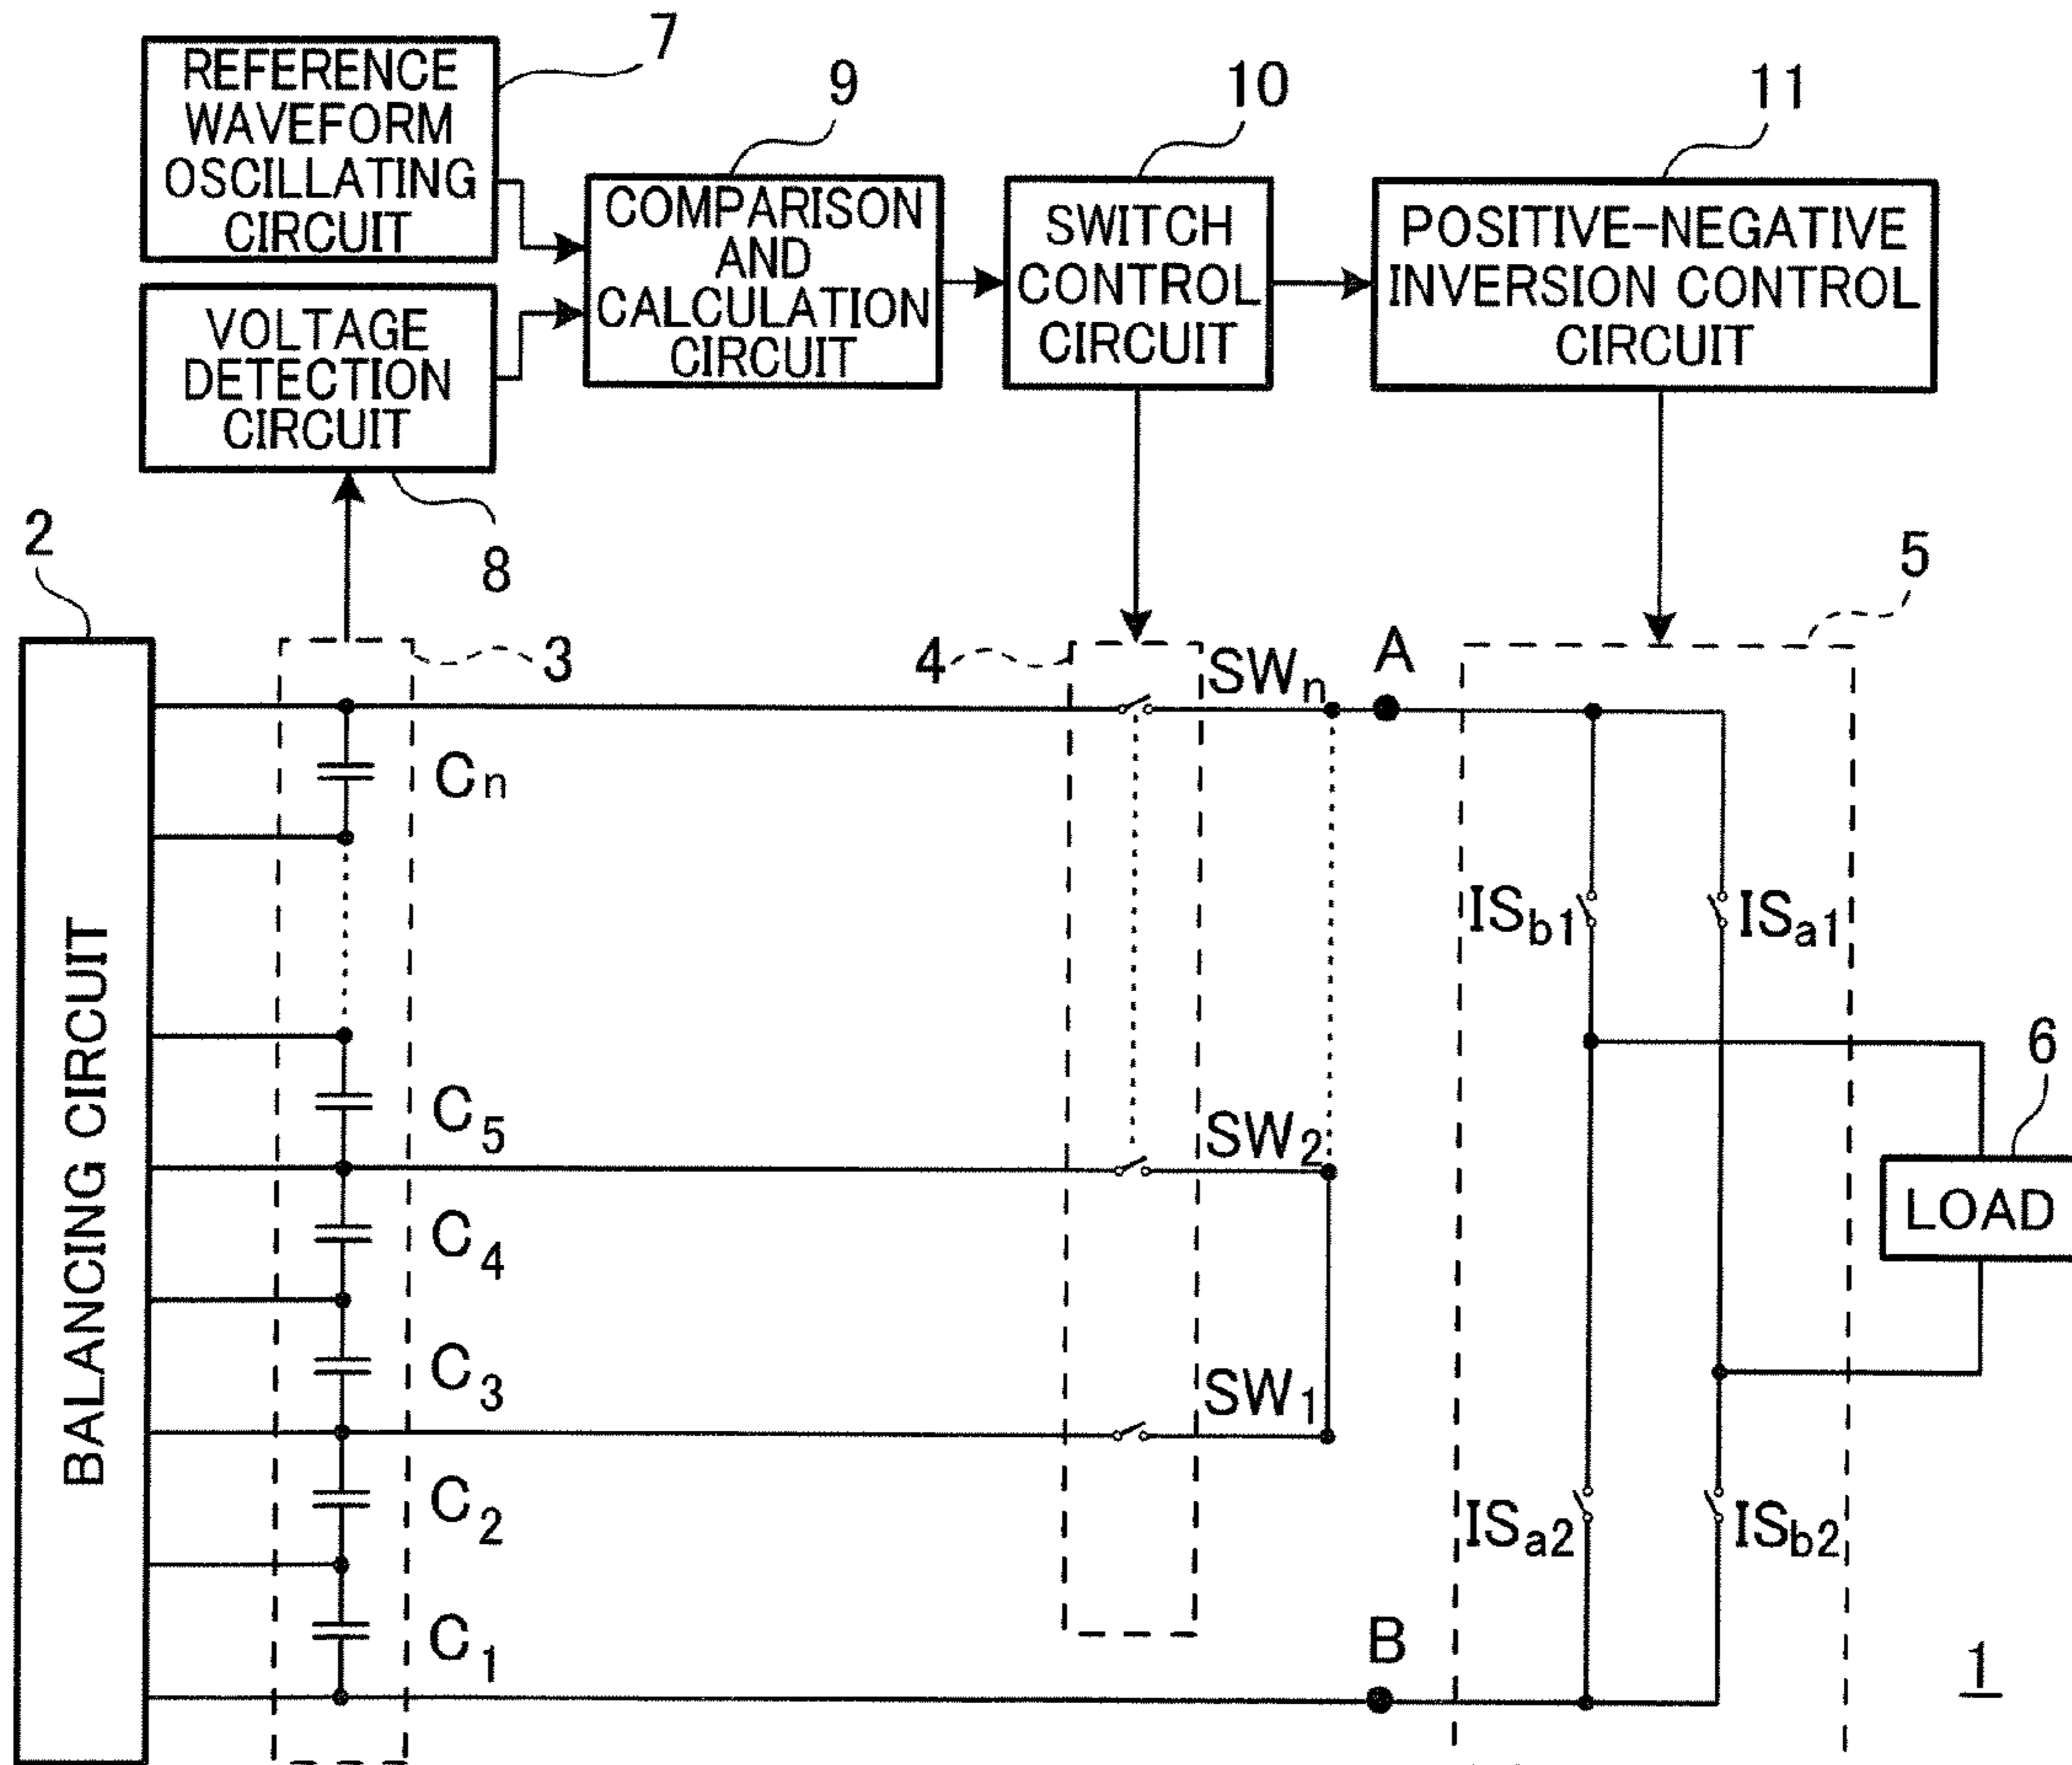 7
REFERENCE
WAVEFORM
OSCILLATING
CIRCUIT
9
COMPARISON
AND
CALCULATION
CIRCUIT
10
SWITCH
CONTROL
CIRCUIT
11
POSITIVE-NEGATIVE
INVERSION CONTROL
CIRCUIT
VOLTAGE
DETECTION
CIRCUIT
8
2
BALANCING CIRCUIT
3
4
5
SWn
A
Cn
ISb1
ISa1
C5
SW2
6
LOAD
C4
C3
SW1
C2
ISa2
ISb2
C1
B
1